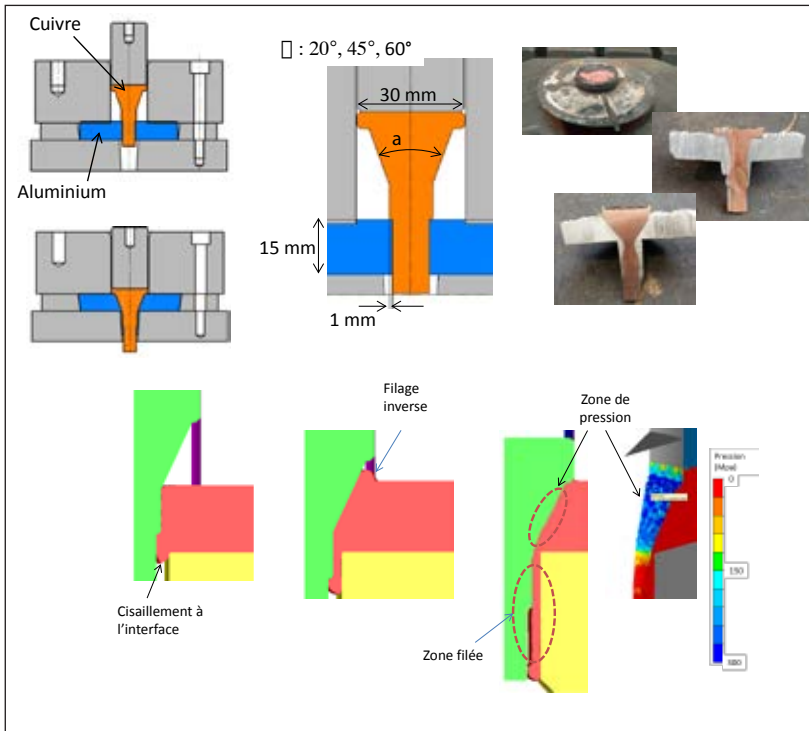 Cuivre
▯ : 20°, 45°, 60°
30 mm
a
Aluminium
15 mm
1 mm
Filage
inverse
Zone de
pression
Pression
(Mpa)
0
150
Cisaillement à
l’interface
Zone filée